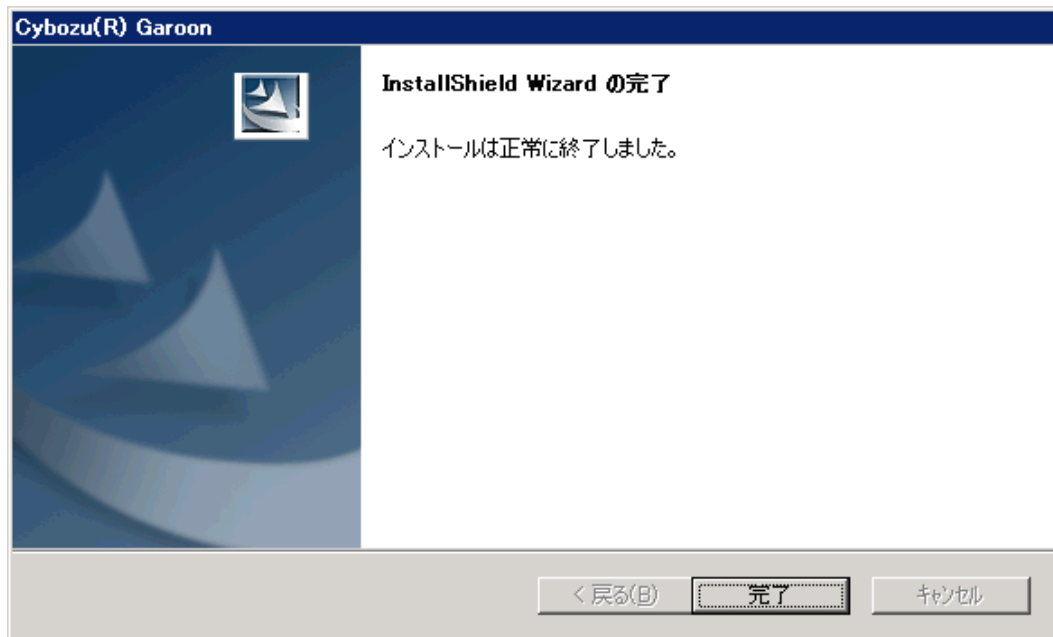 Cybozu(R) Garoon
InstallShield Wizard の完了
インストールは正常に終了しました。
< 戻る(B)
完了
キャンセル